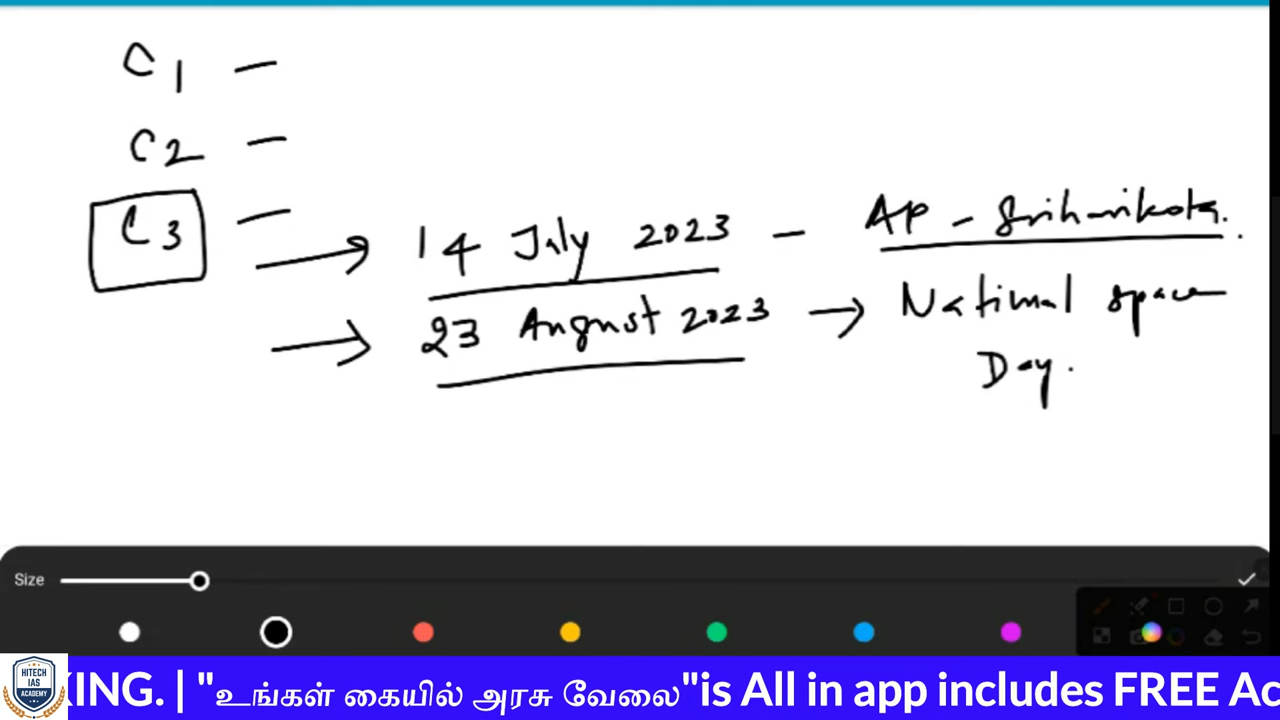 C1 -
C2 -
C3 -
→ 14 July 2023 - AP - Sriharikota.
→ 23 August 2023 → National space
Day.
Size
HITECH
IAS
ACADEMY
KING. | "உங்கள் கையில் அரசு வேலை"is All in app includes FREE Ac